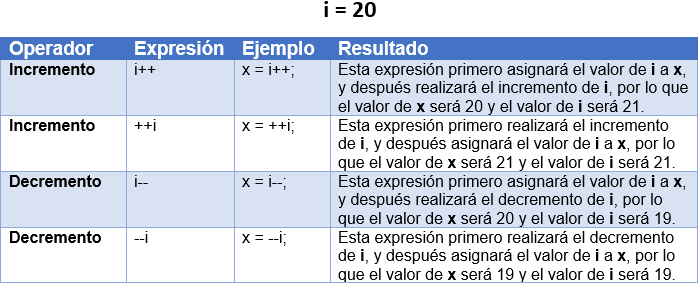 i = 20
Operador Expresión Ejemplo Resultado
Incremento i++ x = i++; Esta expresión primero asignará el valor de i a x,
y después realizará el incremento de i, por lo que
el valor de x será 20 y el valor de i será 21.
Incremento ++i x = ++i; Esta expresión primero realizará el incremento
de i, y después asignará el valor de i a x, por lo
que el valor de x será 21 y el valor de i será 21.
Decremento i-- x = i--; Esta expresión primero asignará el valor de i a x,
y después realizará el decremento de i, por lo
que el valor de x será 20 y el valor de i será 19.
Decremento --i x = --i; Esta expresión primero realizará el decremento
de i, y después asignará el valor de i a x, por lo
que el valor de x será 19 y el valor de i será 19.